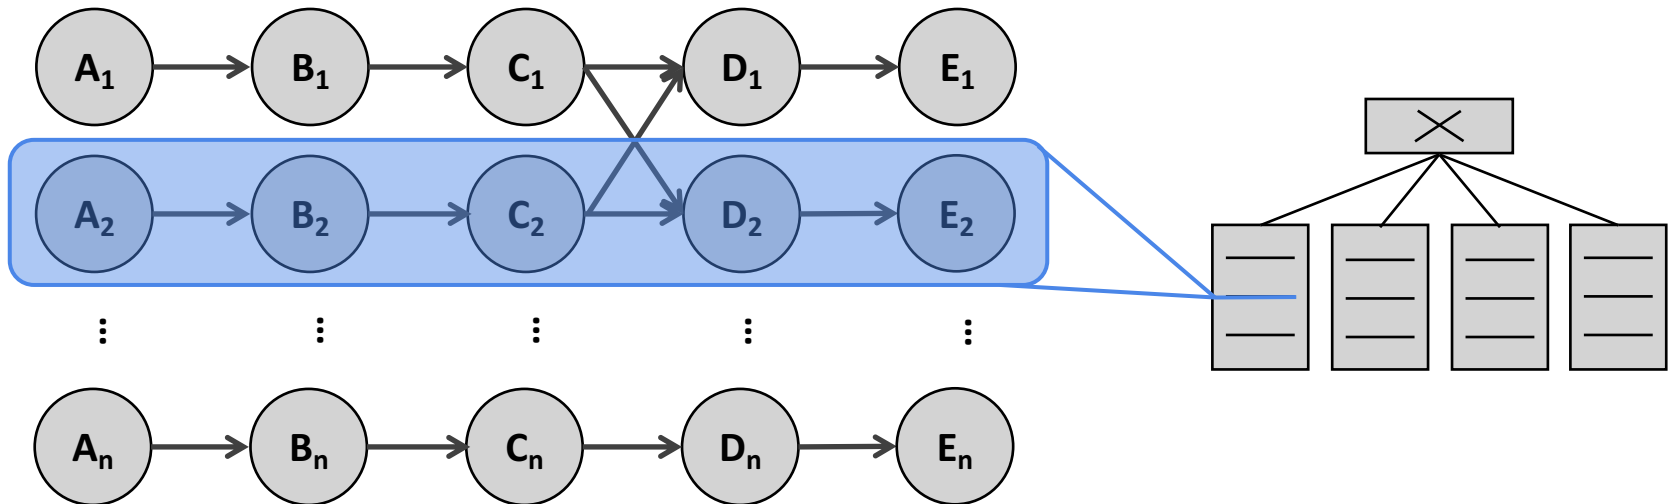 A₁ B₁ C₁ D₁ E₁
A₂ B₂ C₂ D₂ E₂
⋮ ⋮ ⋮ ⋮ ⋮
Aₙ Bₙ Cₙ Dₙ Eₙ